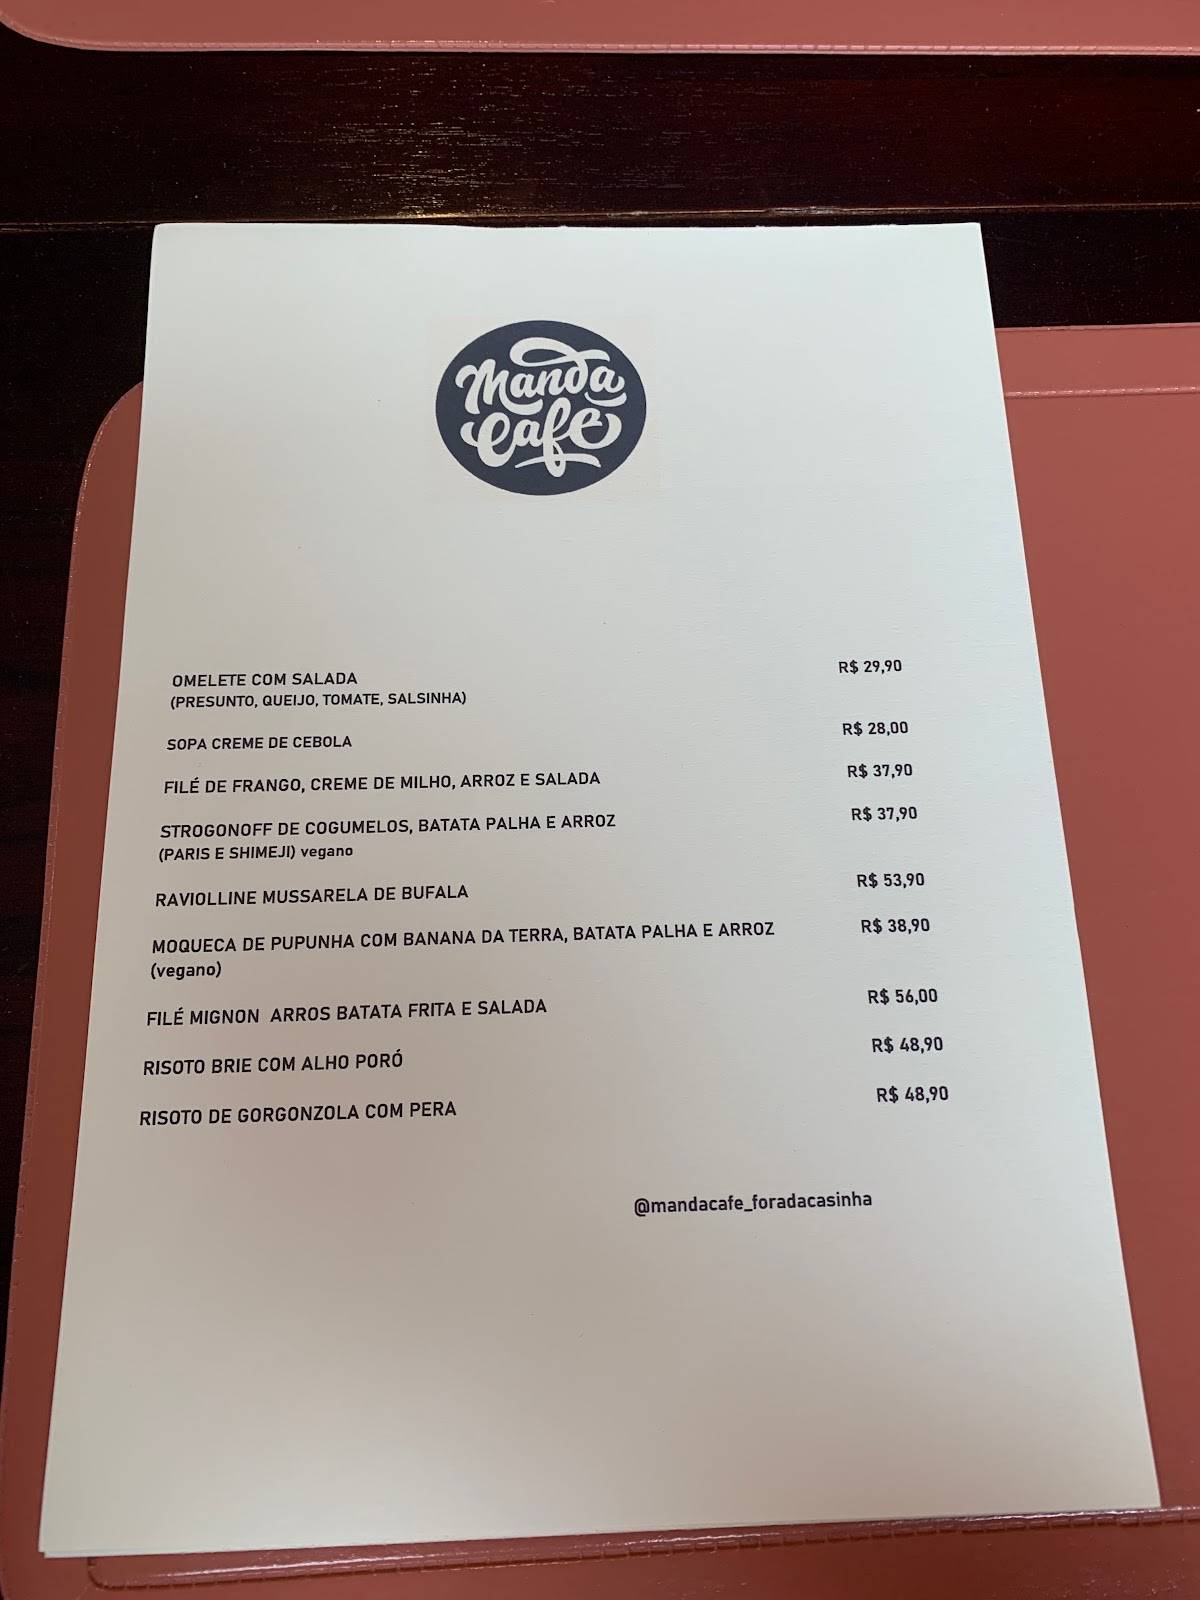 Manda
Café
OMELETE COM SALADA R$ 29,90
(PRESUNTO, QUEIJO, TOMATE, SALSINHA)
SOPA CREME DE CEBOLA R$ 28,00
FILÉ DE FRANGO, CREME DE MILHO, ARROZ E SALADA R$ 37,90
STROGONOFF DE COGUMELOS, BATATA PALHA E ARROZ R$ 37,90
(PARIS E SHIMEJI) vegano
RAVIOLLINE MUSSARELA DE BUFALA R$ 53,90
MOQUECA DE PUPUNHA COM BANANA DA TERRA, BATATA PALHA E ARROZ R$ 38,90
(vegano)
FILÉ MIGNON ARROS BATATA FRITA E SALADA R$ 56,00
RISOTO BRIE COM ALHO PORÓ R$ 48,90
RISOTO DE GORGONZOLA COM PERA R$ 48,90
@mandacafe_foradacasinha